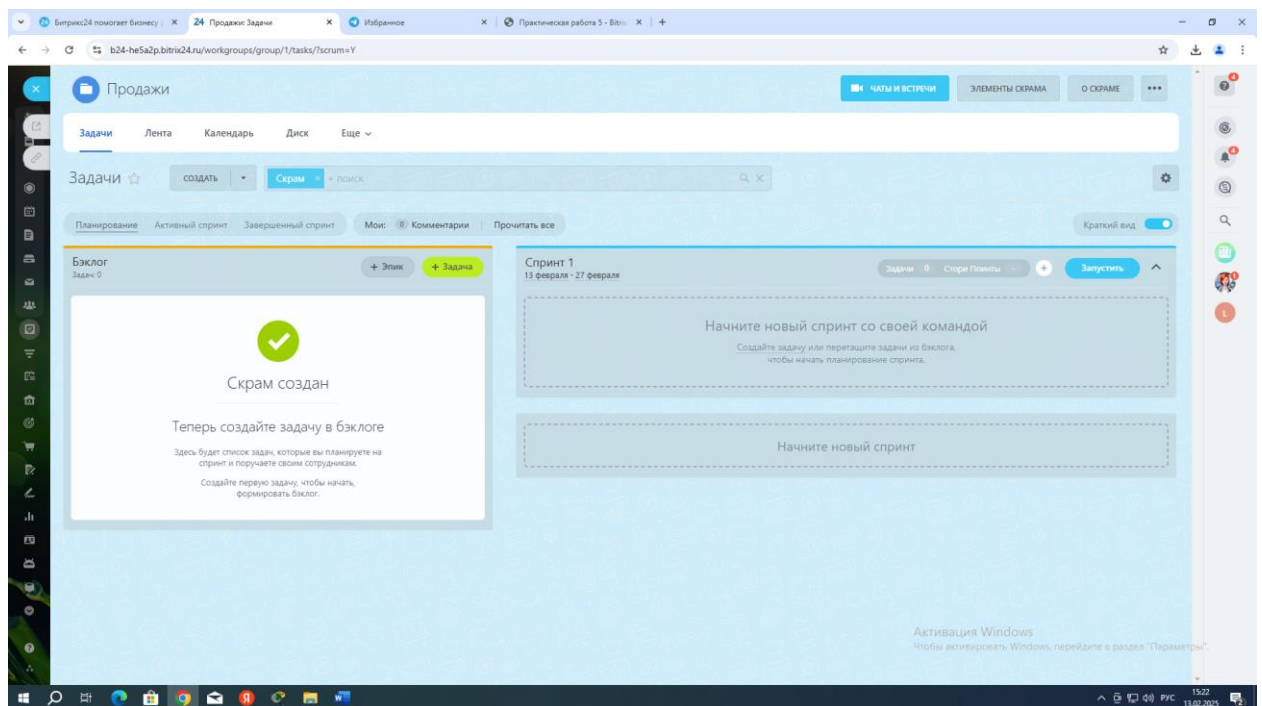 Битрикс24 помогает бизнесу
24 Продажи: Задачи
Избранное
Практическая работа 5 - Bitrix
b24-he5a2p.bitrix24.ru/workgroups/group/1/tasks/?scrum=Y
Продажи
ЧАТЫ И ВСТРЕЧИ
ЭЛЕМЕНТЫ СКРАМА
О СКРАМЕ
Задачи Лента Календарь Диск Еще
Задачи
СОЗДАТЬ
Скрам × + поиск
Планирование Активный спринт Завершенный спринт
Мои: 0 Комментарии Прочитать все
Краткий вид
Бэклог
Задач: 0
+ Эпик
+ Задача
Скрам создан
Теперь создайте задачу в бэклоге
Здесь будет список задач, которые вы планируете на
спринт и поручаете своим сотрудникам.
Создайте первую задачу, чтобы начать,
формировать бэклог.
Спринт 1
13 февраля - 27 февраля
Задачи 0 Стори Поинты -
+
Запустить
Начните новый спринт со своей командой
Создайте задачу или перетащите задачи из бэклога,
чтобы начать планирование спринта.
Начните новый спринт
4
4
1
L
Активация Windows
Чтобы активировать Windows, перейдите в раздел "Параметры".
РУС
15:22
13.02.2025
2